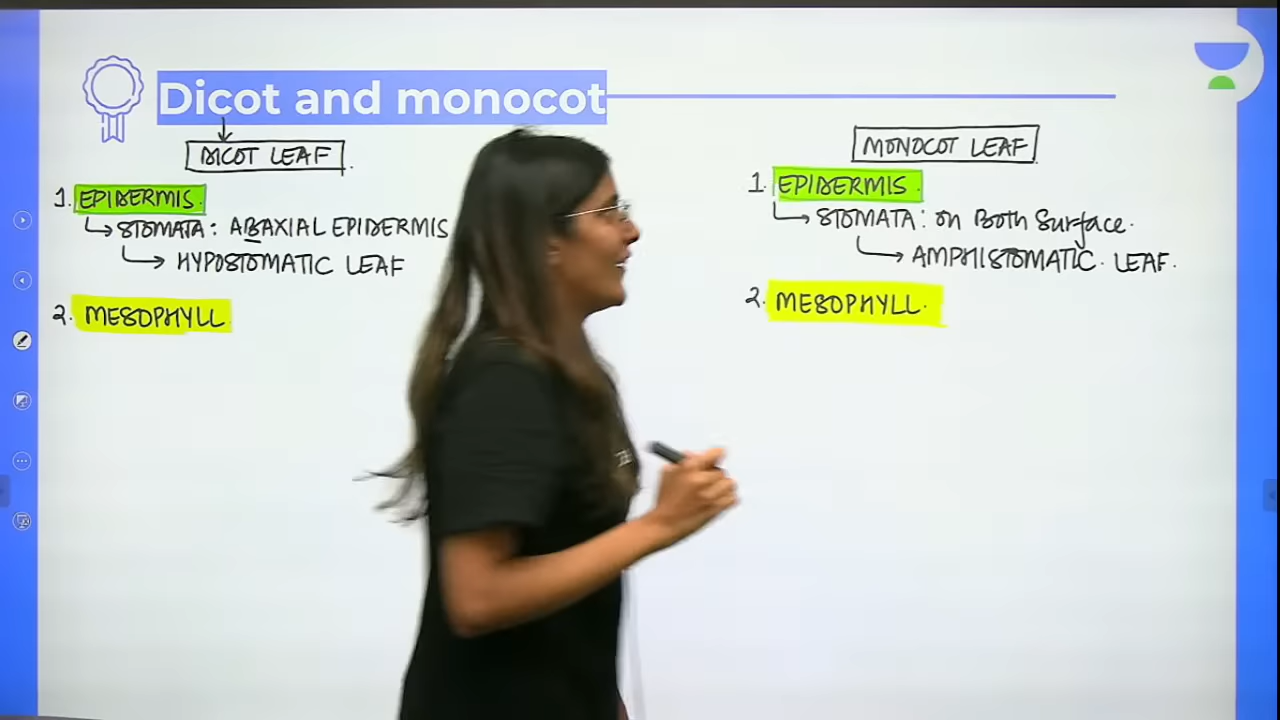 Dicot and monocot
DICOT LEAF
1. EPIDERMIS.
STOMATA: ABAXIAL EPIDERMIS
HYPOSTOMATIC LEAF
2. MESOPHYLL
MONOCOT LEAF
1. EPIDERMIS.
STOMATA: on Both Surface.
AMPHISTOMATIC. LEAF.
2. MESOPHYLL.